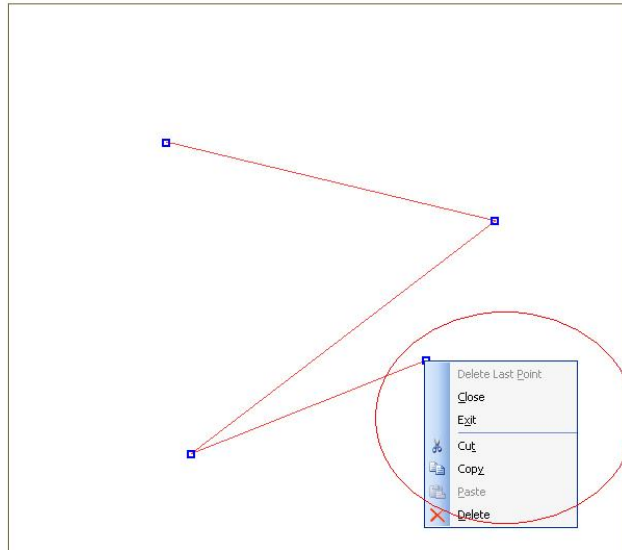 Delete Last Point
Close
Exit
Cut
Copy
Paste
Delete